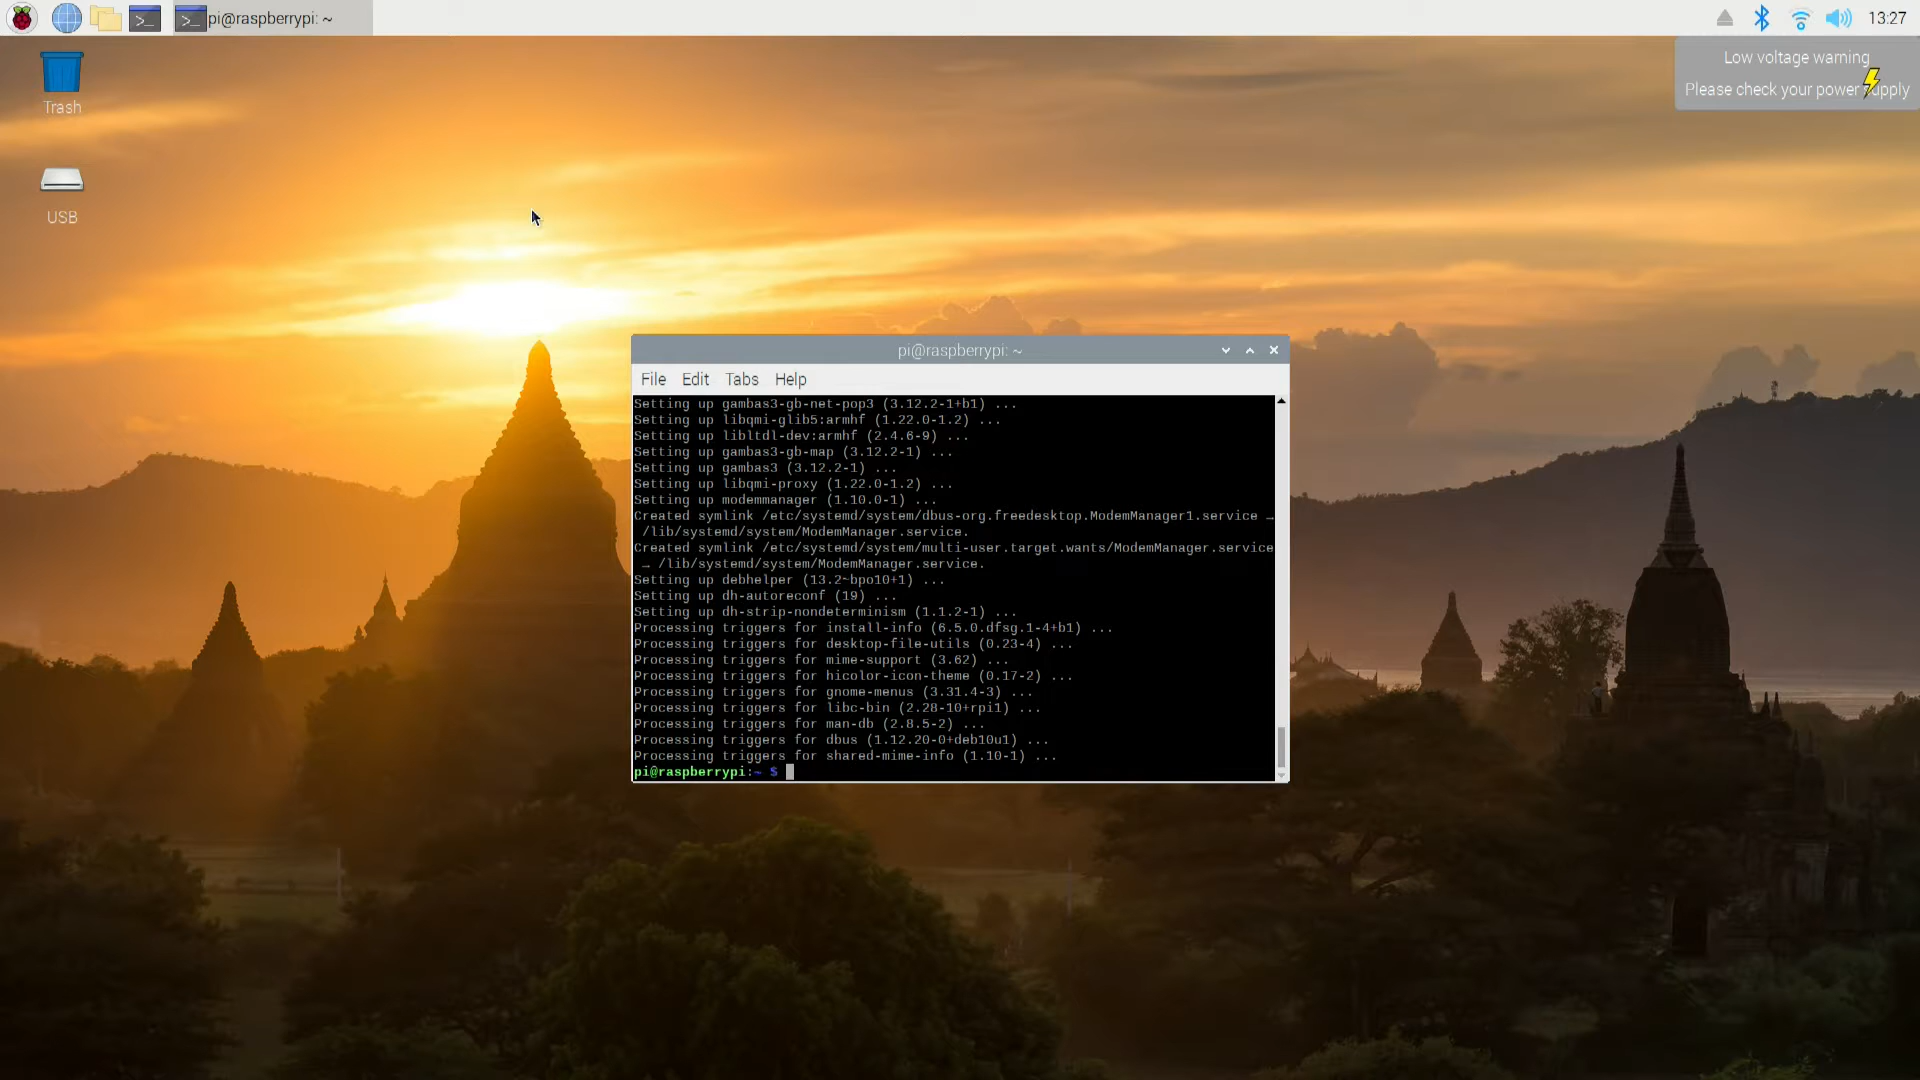 pi@raspberrypi: ~
13:27
Low voltage warning
Please check your power supply
Trash
USB
pi@raspberrypi: ~
File Edit Tabs Help
Setting up gambas3-gb-net-pop3 (3.12.2-1+b1) ...
Setting up libqmi-glib5:armhf (1.22.0-1.2) ...
Setting up libltdl-dev:armhf (2.4.6-9) ...
Setting up gambas3-gb-map (3.12.2-1) ...
Setting up gambas3 (3.12.2-1) ...
Setting up libqmi-proxy (1.22.0-1.2) ...
Setting up modemmanager (1.10.0-1) ...
Created symlink /etc/systemd/system/dbus-org.freedesktop.ModemManager1.service →
/lib/systemd/system/ModemManager.service.
Created symlink /etc/systemd/system/multi-user.target.wants/ModemManager.service
→ /lib/systemd/system/ModemManager.service.
Setting up debhelper (13.2~bpo10+1) ...
Setting up dh-autoreconf (19) ...
Setting up dh-strip-nondeterminism (1.1.2-1) ...
Processing triggers for install-info (6.5.0.dfsg.1-4+b1) ...
Processing triggers for desktop-file-utils (0.23-4) ...
Processing triggers for mime-support (3.62) ...
Processing triggers for hicolor-icon-theme (0.17-2) ...
Processing triggers for gnome-menus (3.31.4-3) ...
Processing triggers for libc-bin (2.28-10+rpi1) ...
Processing triggers for man-db (2.8.5-2) ...
Processing triggers for dbus (1.12.20-0+deb10u1) ...
Processing triggers for shared-mime-info (1.10-1) ...
pi@raspberrypi:~ $